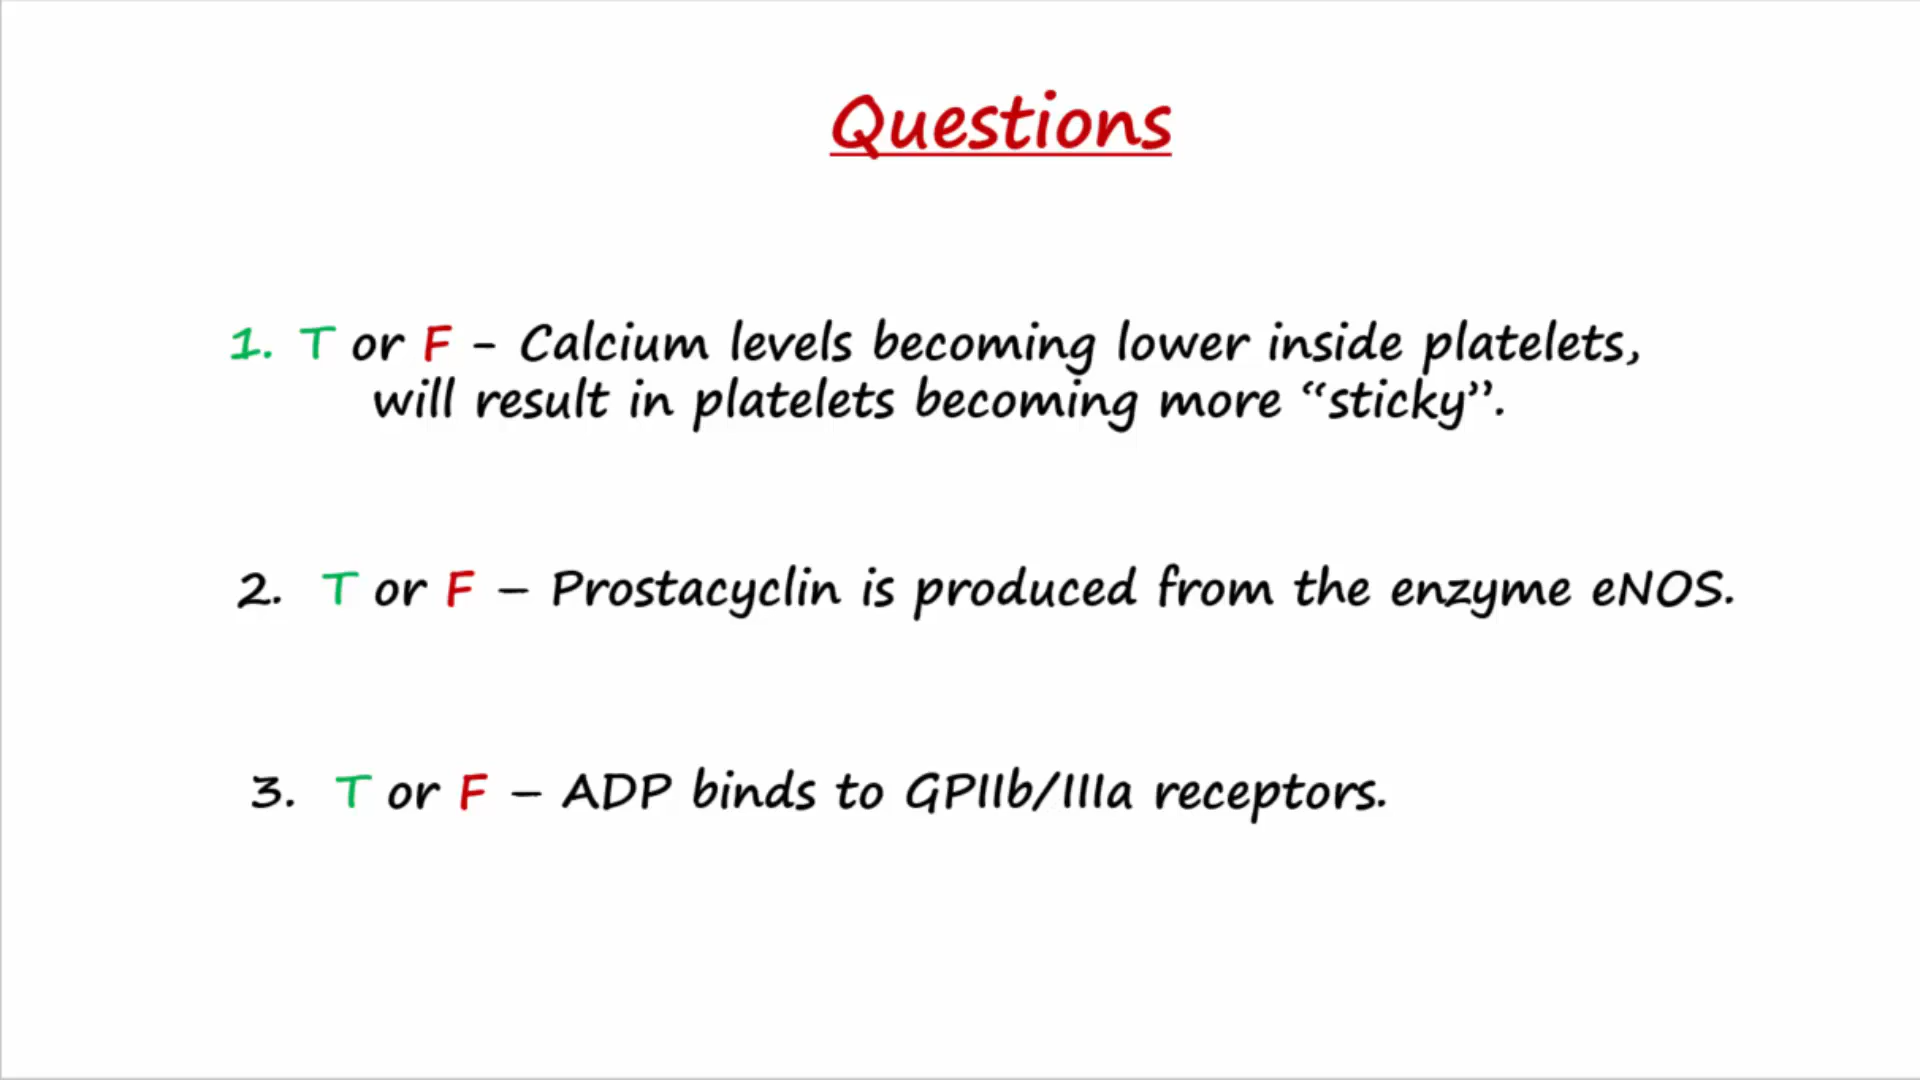 Questions
1. T or F - Calcium levels becoming lower inside platelets,
will result in platelets becoming more “sticky”.
2. T or F – Prostacyclin is produced from the enzyme eNOS.
3. T or F – ADP binds to GPIIb/IIIa receptors.